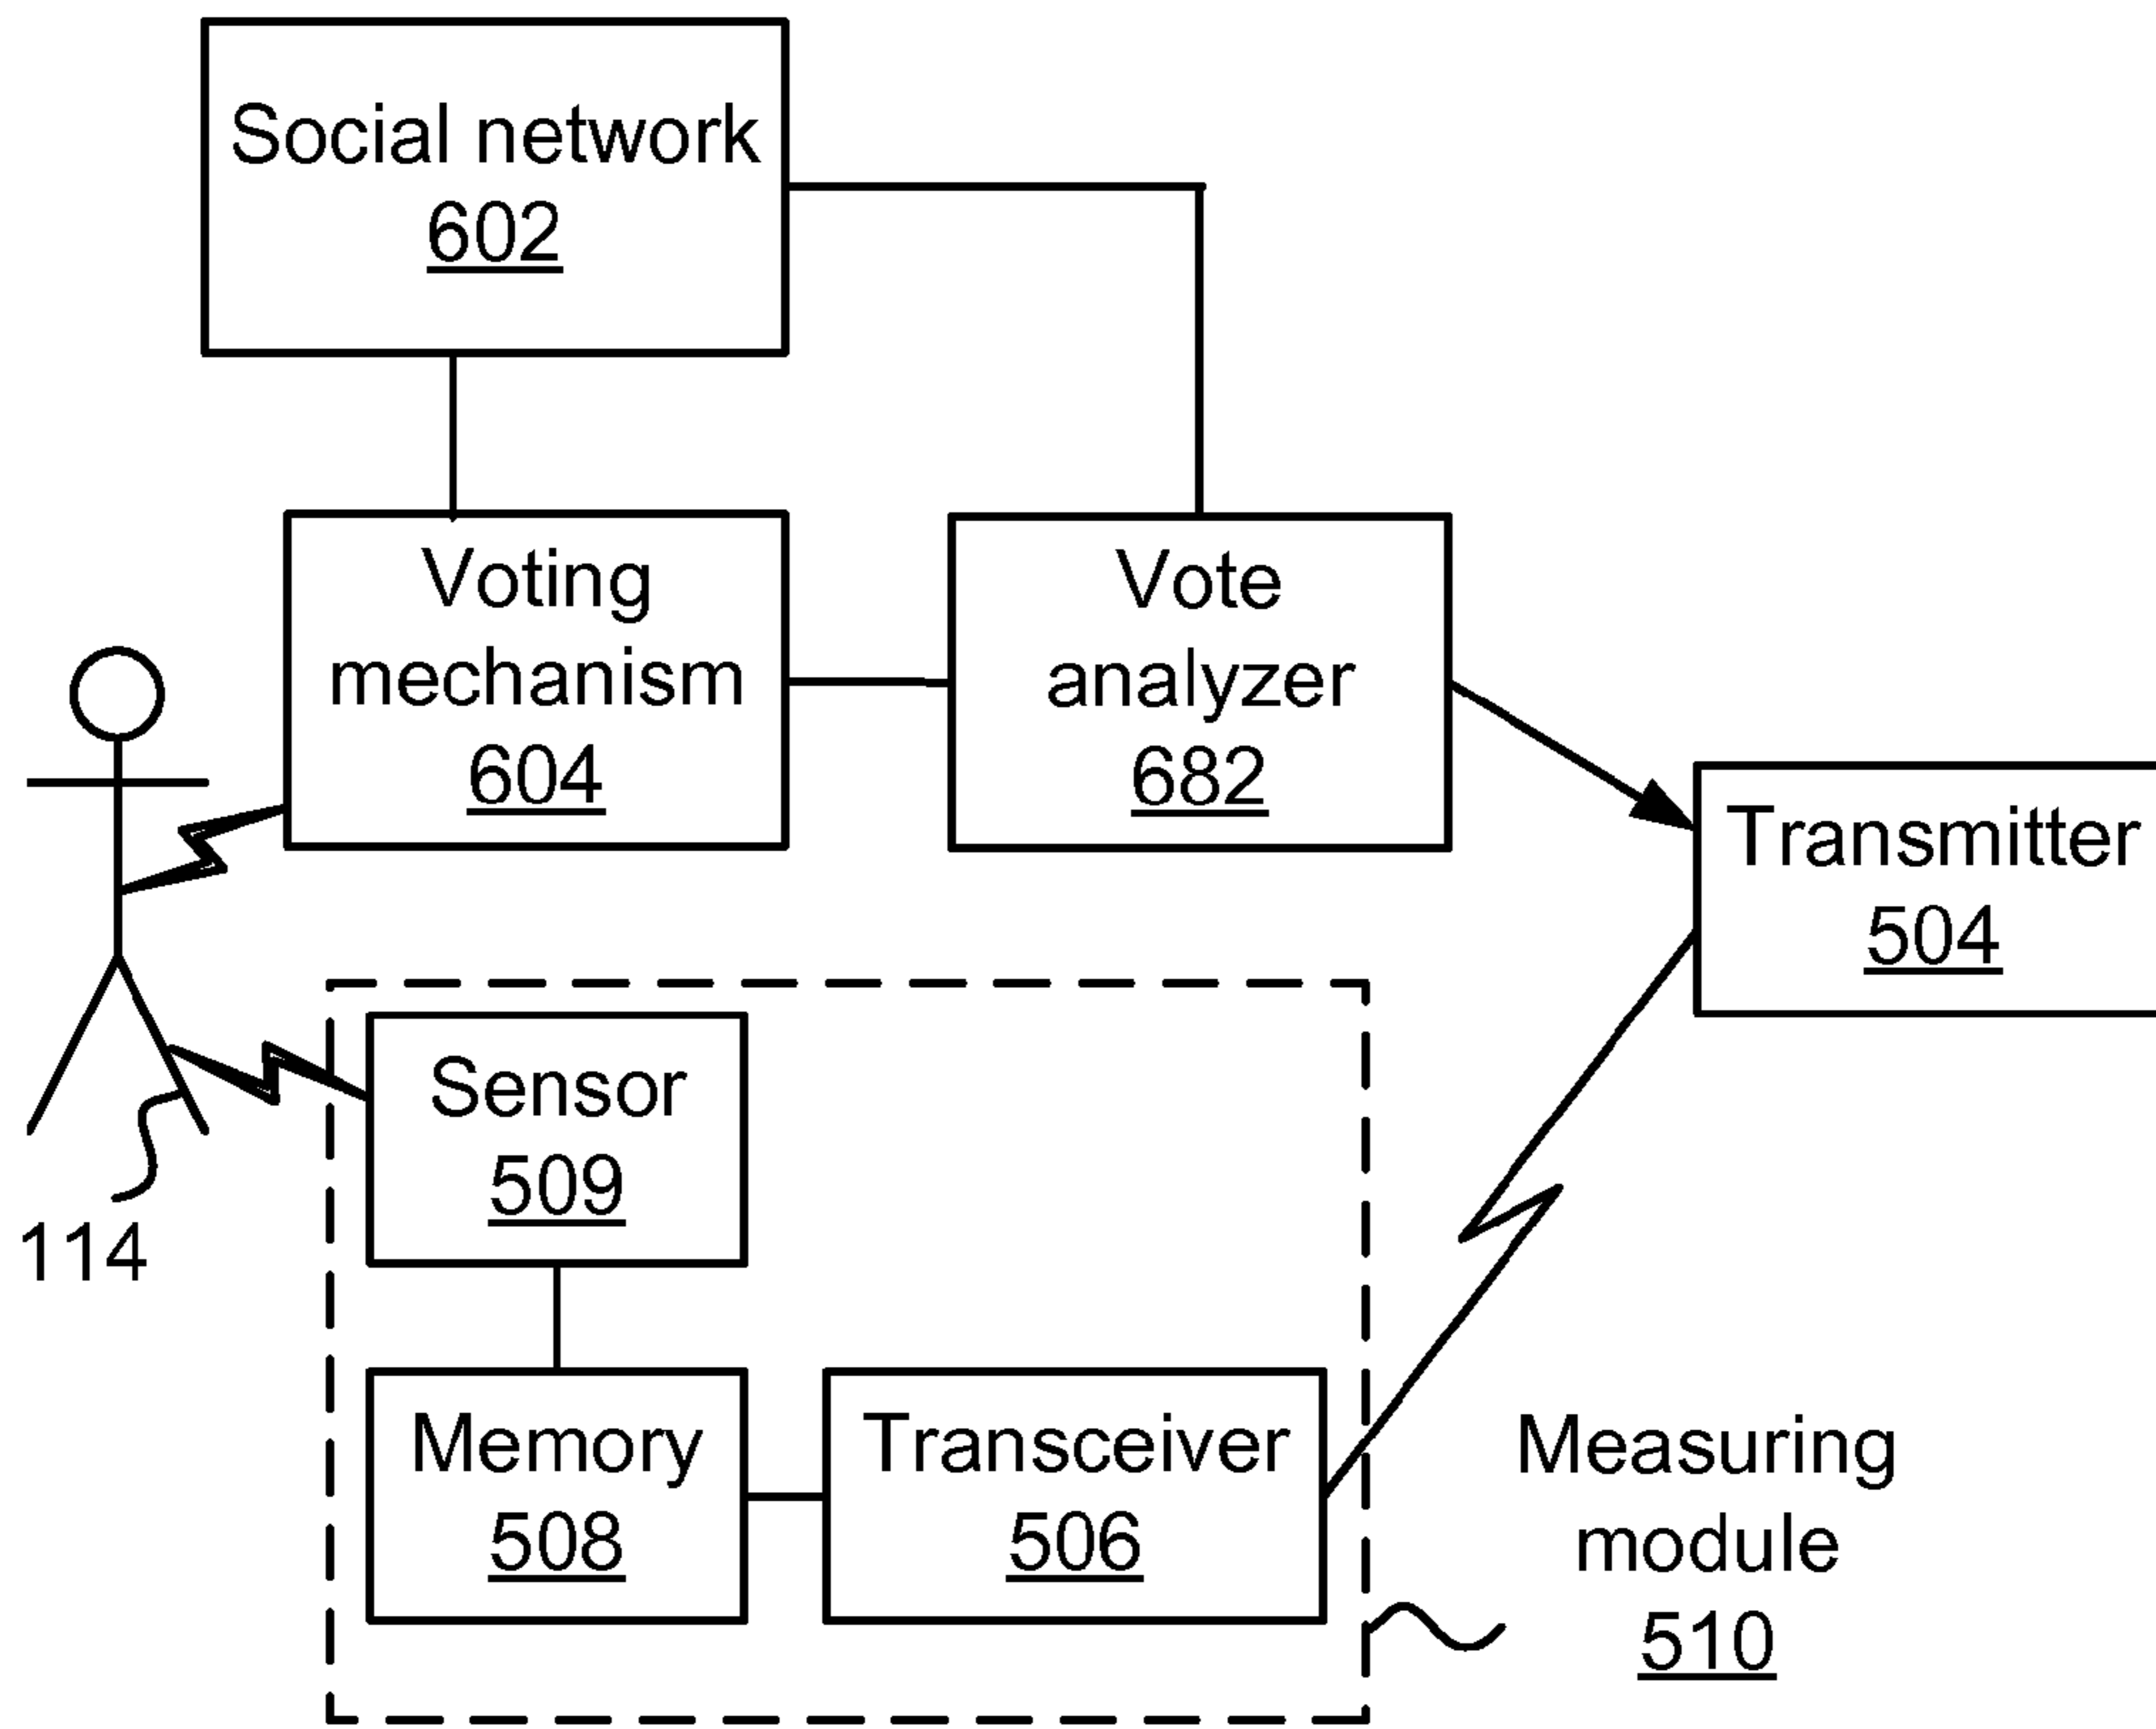 Social network
602
Voting
mechanism
604
Vote
analyzer
682
Transmitter
504
Sensor
509
114
Memory
508
Transceiver
506
Measuring
module
510